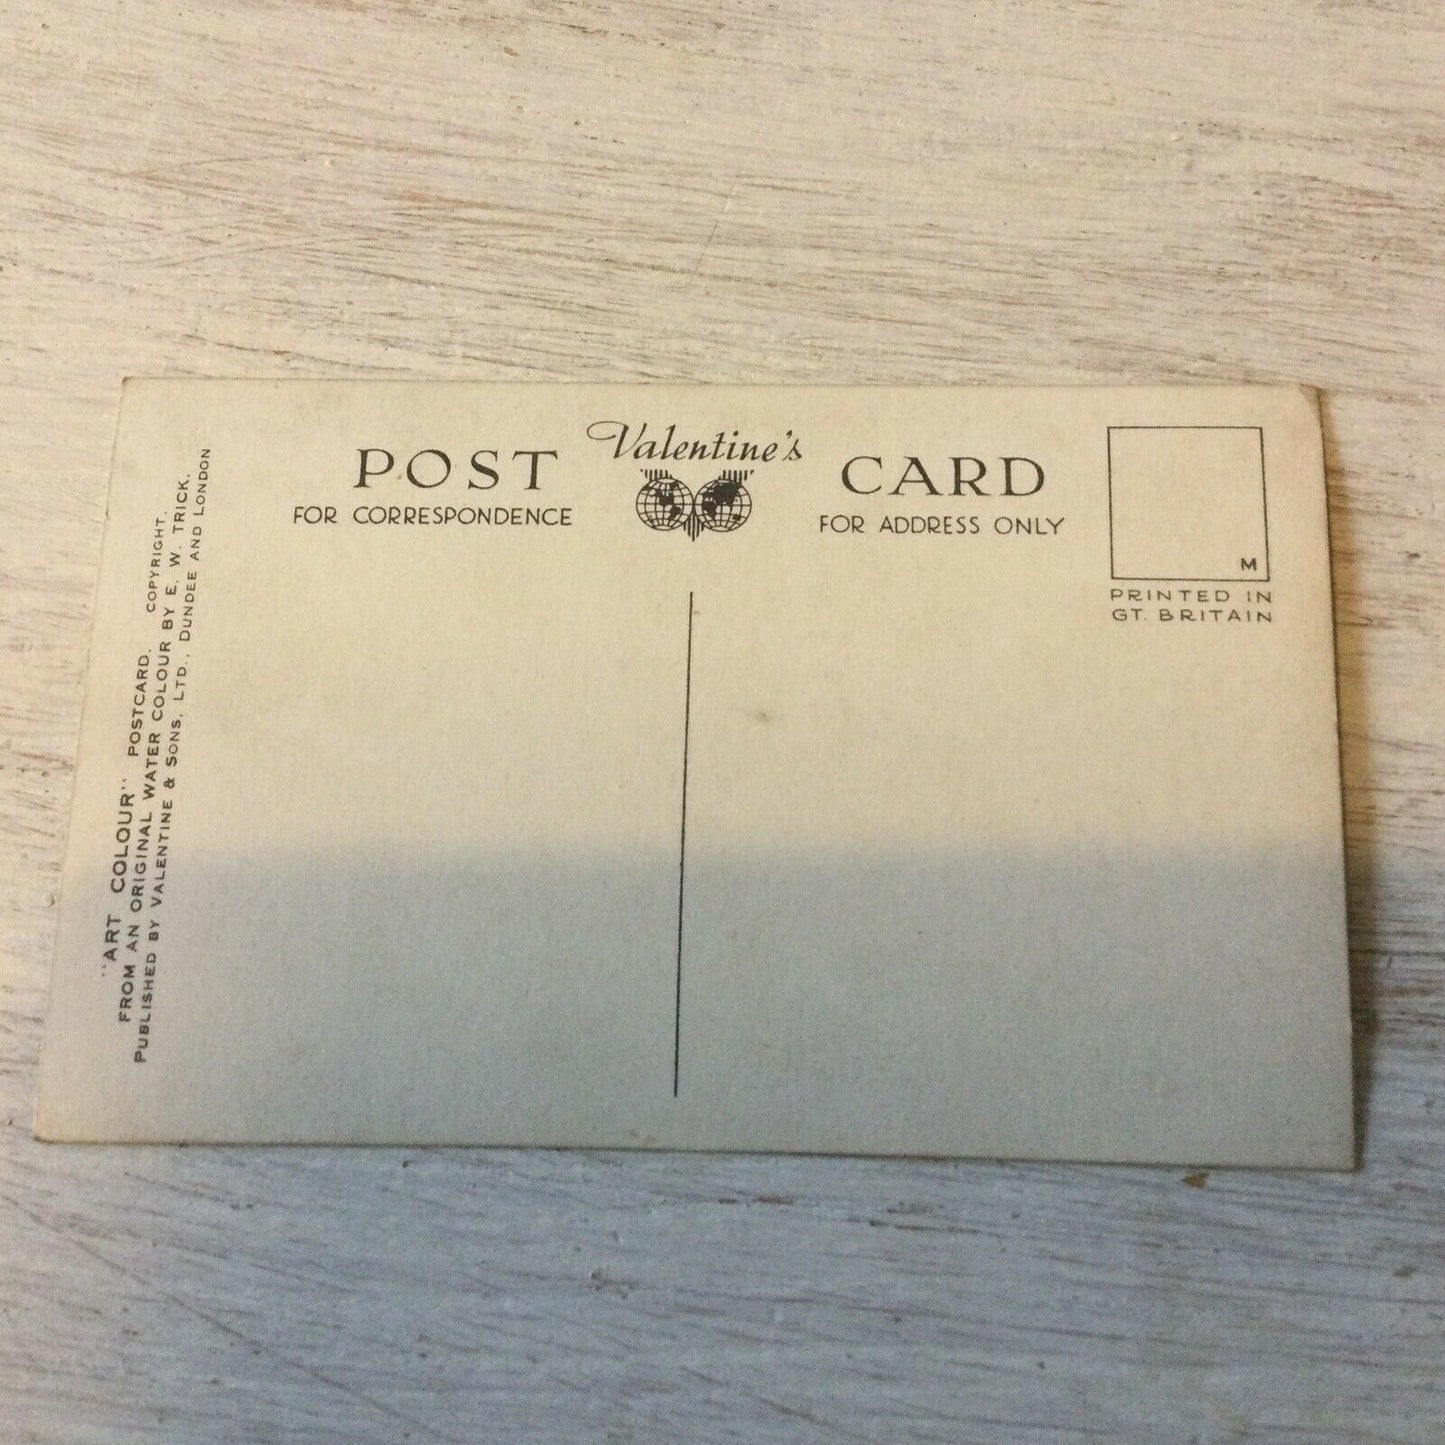 Valentine's
POST CARD
FOR CORRESPONDENCE
FOR ADDRESS ONLY
M
PRINTED IN
GT. BRITAIN
"ART COLOUR" POSTCARD. COPYRIGHT.
FROM AN ORIGINAL WATER COLOUR BY E. W. TRICK.
PUBLISHED BY VALENTINE & SONS, LTD., DUNDEE AND LONDON